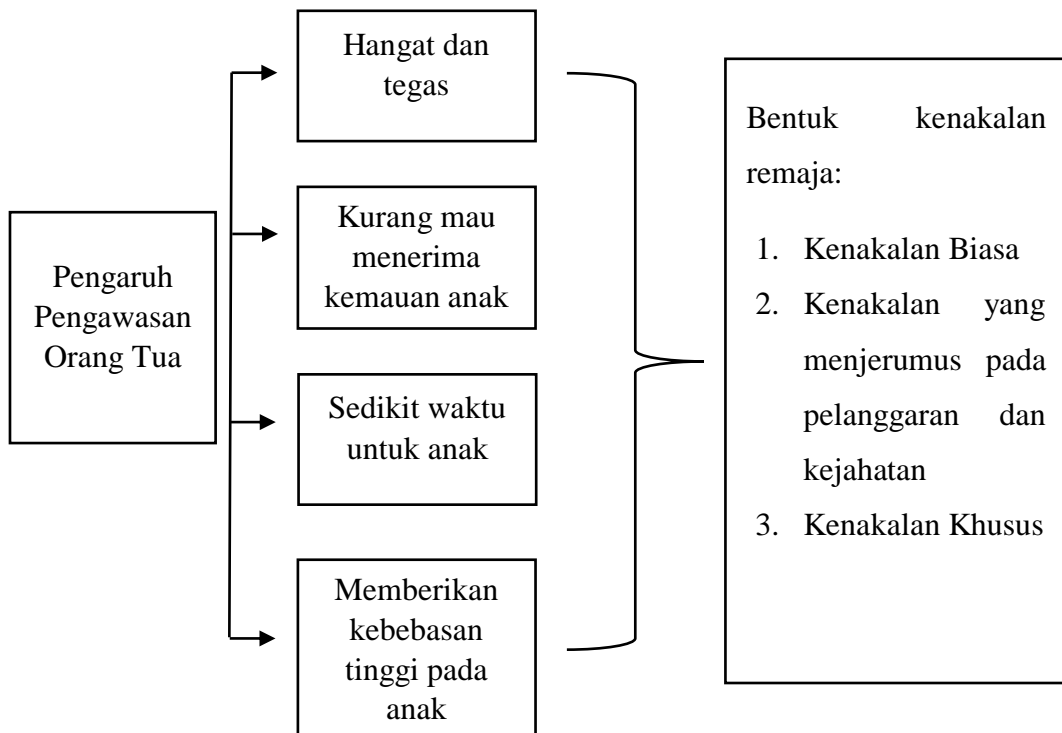 Pengaruh
Pengawasan
Orang Tua
Hangat dan
tegas
Kurang mau
menerima
kemauan anak
Sedikit waktu
untuk anak
Memberikan
kebebasan
tinggi pada
anak
Bentuk kenakalan
remaja:
1. Kenakalan Biasa
2. Kenakalan yang
menjerumus pada
pelanggaran dan
kejahatan
3. Kenakalan Khusus